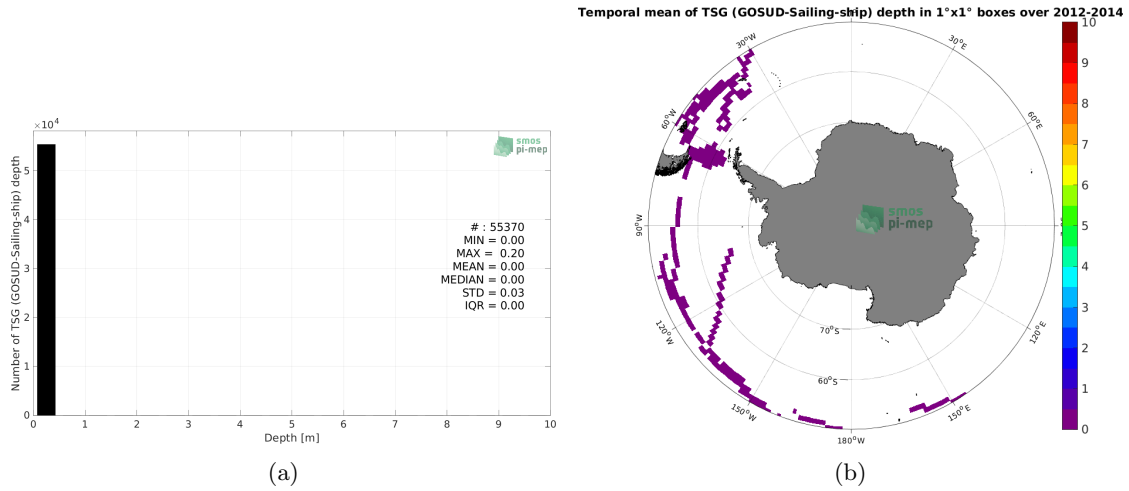 ×10⁴
5
4
3
2
1
0
Number of TSG (GOSUD-Sailing-ship) depth
0 1 2 3 4 5 6 7 8 9 10
Depth [m]
smos
pi-mep
# : 55370
MIN = 0.00
MAX = 0.20
MEAN = 0.00
MEDIAN = 0.00
STD = 0.03
IQR = 0.00
(a)
Temporal mean of TSG (GOSUD-Sailing-ship) depth in 1°x1° boxes over 2012-2014
30°W
30°E
60°W
60°E
90°W
120°W
120°E
150°W
150°E
180°W
70°S
60°S
smos
pi-mep
10
9
8
7
6
5
4
3
2
1
0
(b)